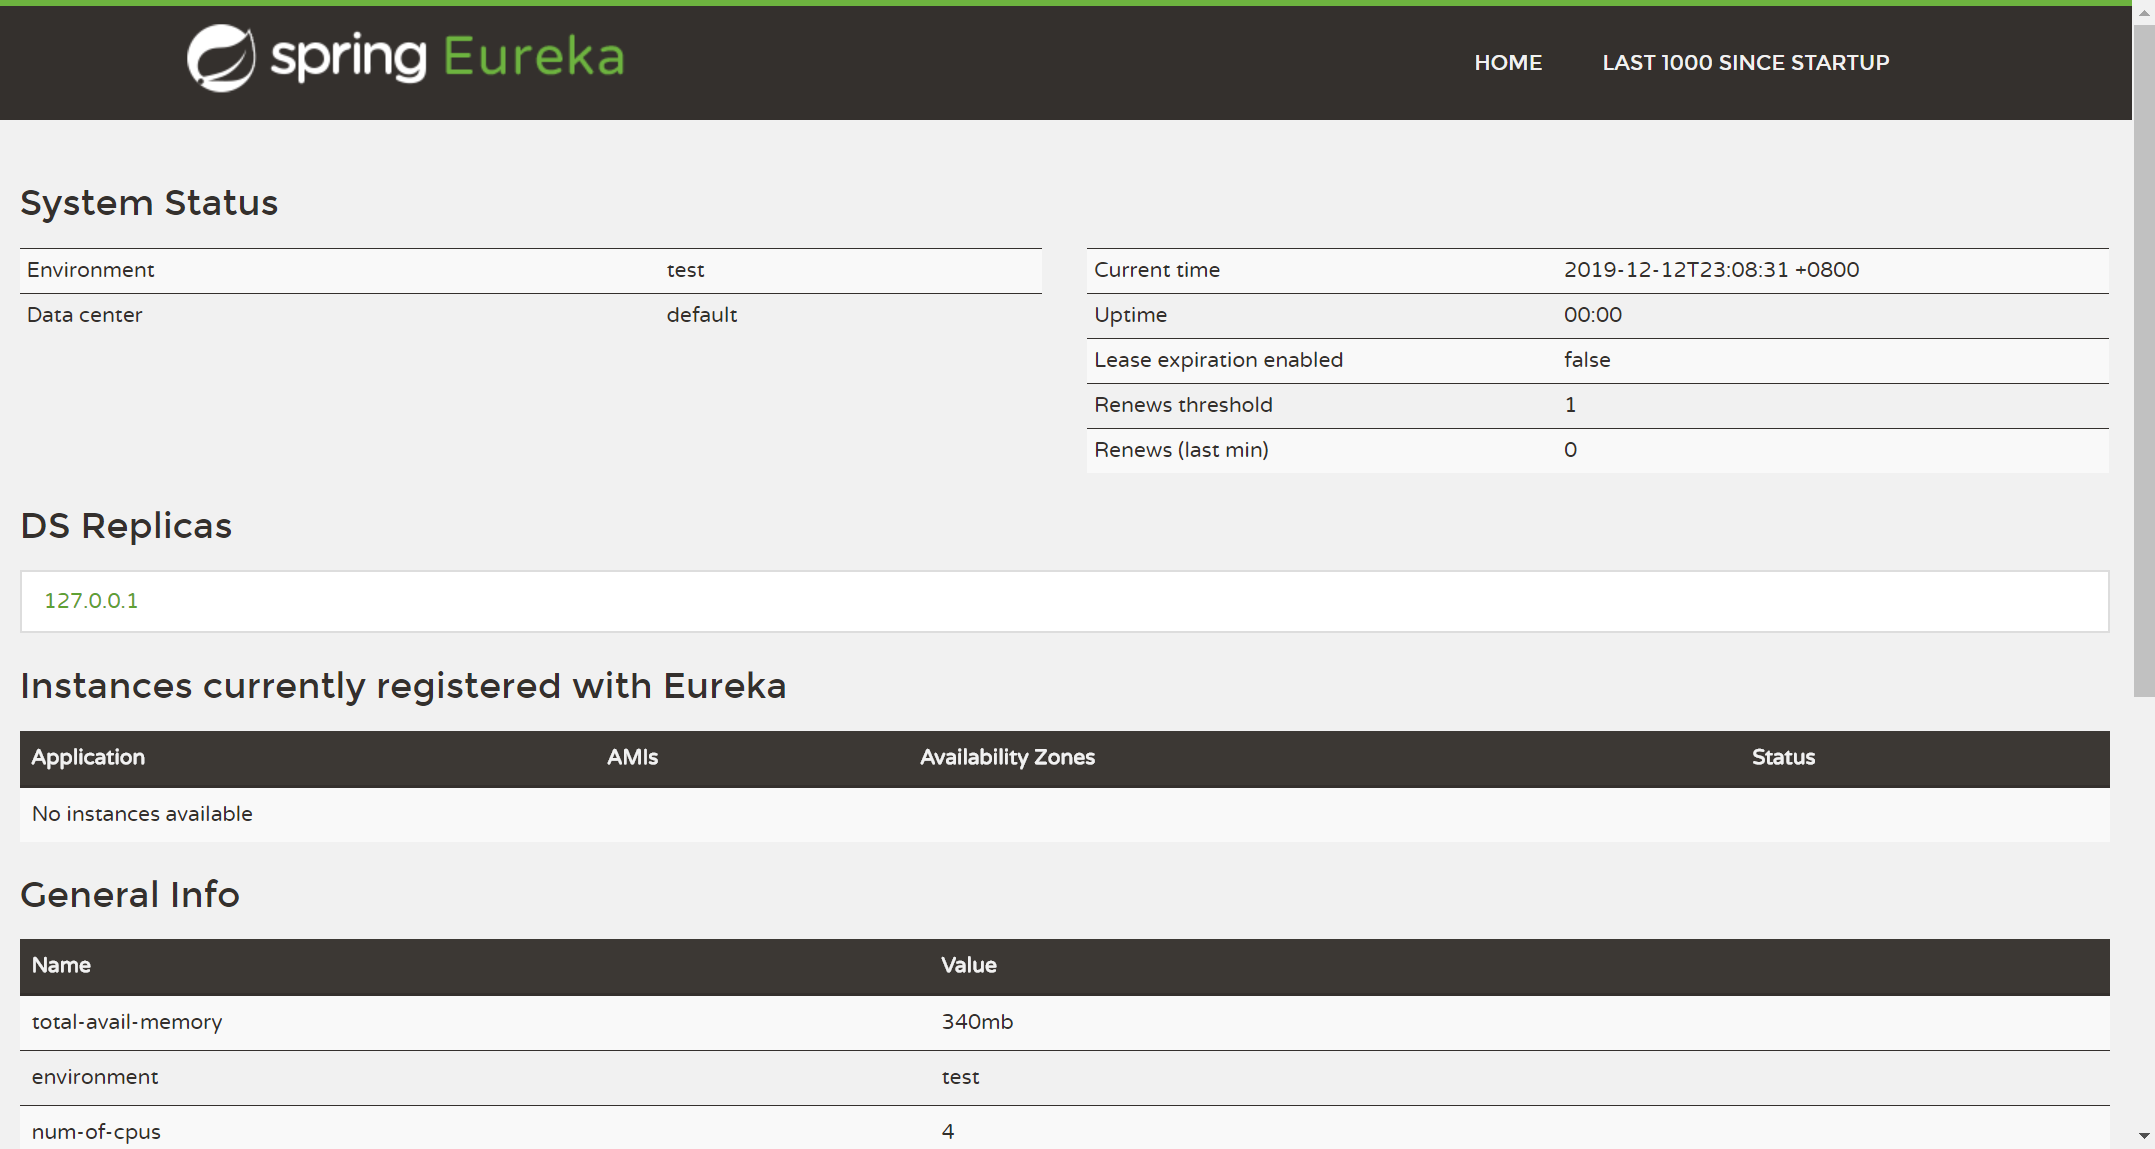 spring Eureka
HOME LAST 1000 SINCE STARTUP
System Status
Environment test
Data center default
Current time 2019-12-12T23:08:31 +0800
Uptime 00:00
Lease expiration enabled false
Renews threshold 1
Renews (last min) 0
DS Replicas
127.0.0.1
Instances currently registered with Eureka
Application AMIs Availability Zones Status
No instances available
General Info
Name Value
total-avail-memory 340mb
environment test
num-of-cpus 4